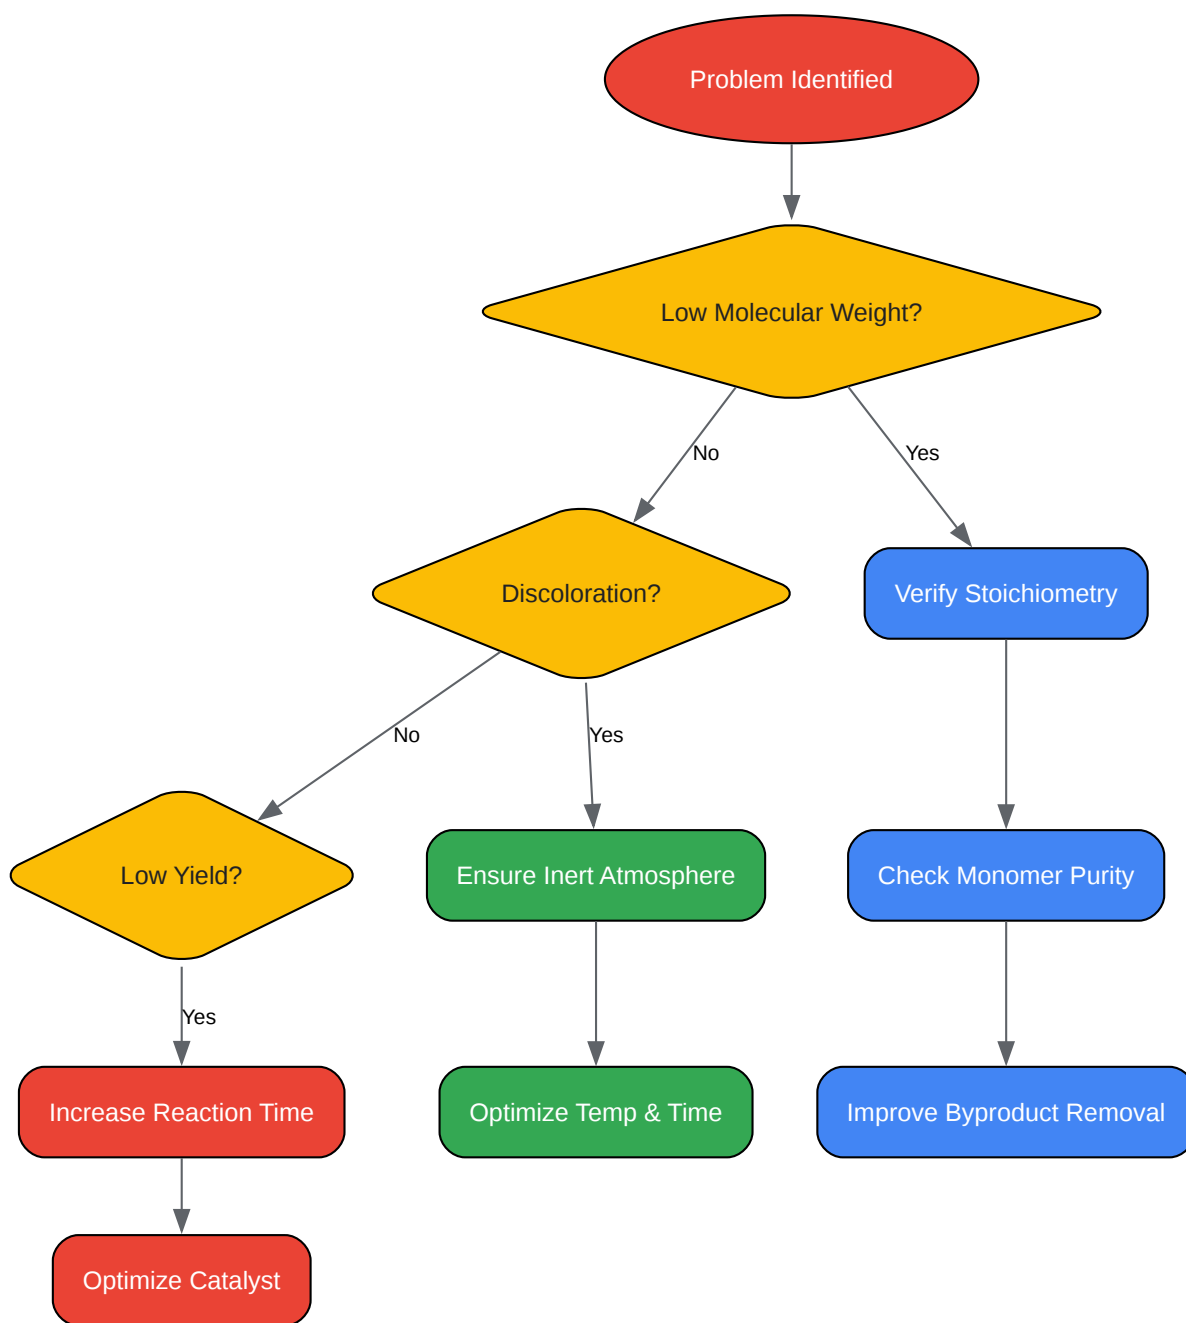 Problem Identified
Low Molecular Weight?
No
Yes
Discoloration?
Verify Stoichiometry
No
Yes
Low Yield?
Ensure Inert Atmosphere
Check Monomer Purity
Yes
Increase Reaction Time
Optimize Temp & Time
Improve Byproduct Removal
Optimize Catalyst